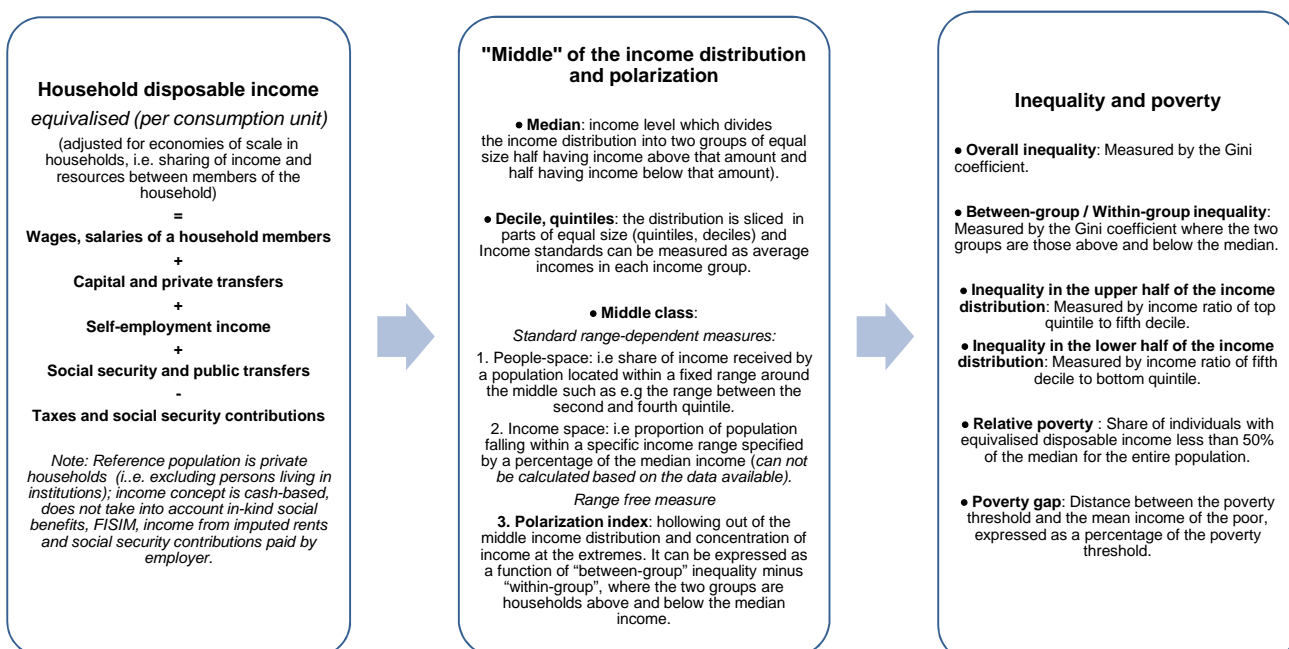 Household disposable income
equivalised (per consumption unit)
(adjusted for economies of scale in
households, i.e. sharing of income and
resources between members of the
household)
=
Wages, salaries of a household members
+
Capital and private transfers
+
Self-employment income
+
Social security and public transfers
-
Taxes and social security contributions
Note: Reference population is private
households (i..e. excluding persons living in
institutions); income concept is cash-based,
does not take into account in-kind social
benefits, FISIM, income from imputed rents
and social security contributions paid by
employer.
"Middle" of the income distribution
and polarization
● Median: income level which divides
the income distribution into two groups of equal
size half having income above that amount and
half having income below that amount).
● Decile, quintiles: the distribution is sliced in
parts of equal size (quintiles, deciles) and
Income standards can be measured as average
incomes in each income group.
● Middle class:
Standard range-dependent measures:
1. People-space: i.e share of income received by
a population located within a fixed range around
the middle such as e.g the range between the
second and fourth quintile.
2. Income space: i.e proportion of population
falling within a specific income range specified
by a percentage of the median income (can not
be calculated based on the data available).
Range free measure
3. Polarization index: hollowing out of the
middle income distribution and concentration of
income at the extremes. It can be expressed as
a function of “between-group” inequality minus
“within-group”, where the two groups are
households above and below the median
income.
Inequality and poverty
● Overall inequality: Measured by the Gini
coefficient.
● Between-group / Within-group inequality:
Measured by the Gini coefficient where the two
groups are those above and below the median.
● Inequality in the upper half of the income
distribution: Measured by income ratio of top
quintile to fifth decile.
● Inequality in the lower half of the income
distribution: Measured by income ratio of fifth
decile to bottom quintile.
● Relative poverty : Share of individuals with
equivalised disposable income less than 50%
of the median for the entire population.
● Poverty gap: Distance between the poverty
threshold and the mean income of the poor,
expressed as a percentage of the poverty
threshold.